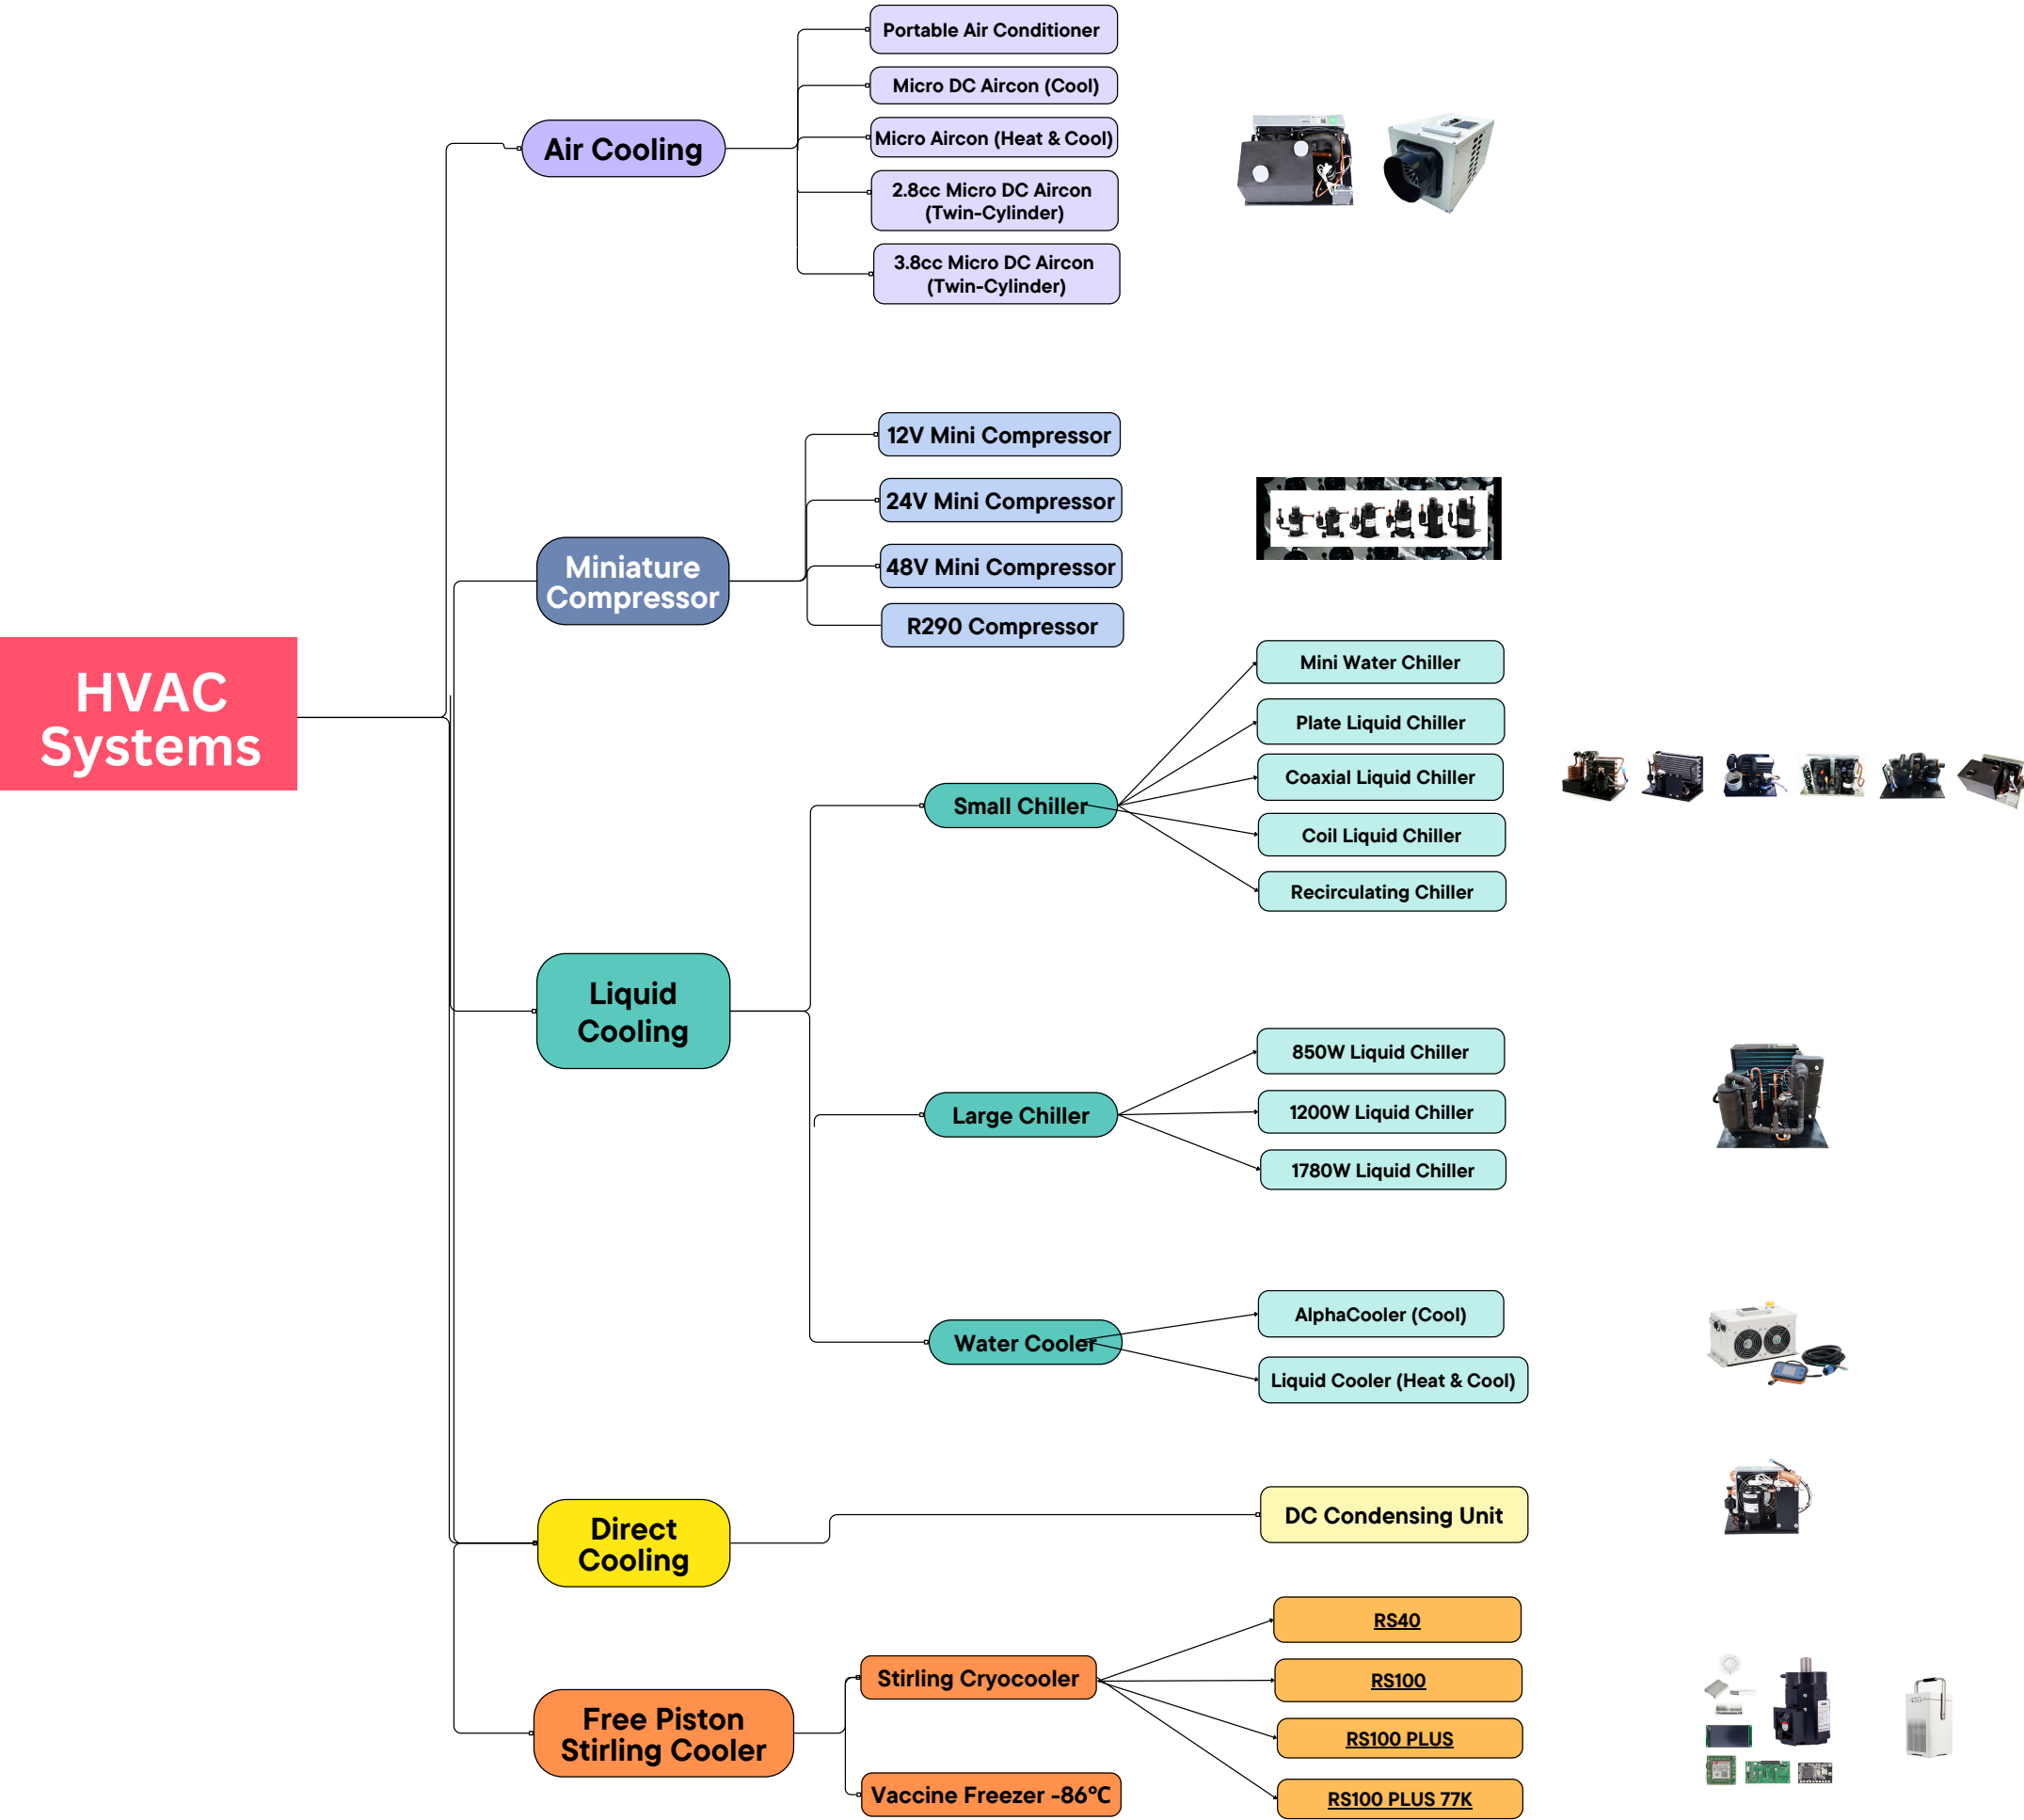 HVAC
Systems
Air Cooling
Portable Air Conditioner
Micro DC Aircon (Cool)
Micro Aircon (Heat & Cool)
2.8cc Micro DC Aircon
(Twin-Cylinder)
3.8cc Micro DC Aircon
(Twin-Cylinder)
Miniature
Compressor
12V Mini Compressor
24V Mini Compressor
48V Mini Compressor
R290 Compressor
Liquid
Cooling
Small Chiller
Mini Water Chiller
Plate Liquid Chiller
Coaxial Liquid Chiller
Coil Liquid Chiller
Recirculating Chiller
Large Chiller
850W Liquid Chiller
1200W Liquid Chiller
1780W Liquid Chiller
Water Cooler
AlphaCooler (Cool)
Liquid Cooler (Heat & Cool)
Direct
Cooling
DC Condensing Unit
Free Piston
Stirling Cooler
Stirling Cryocooler
RS40
RS100
RS100 PLUS
RS100 PLUS 77K
Vaccine Freezer -86°C